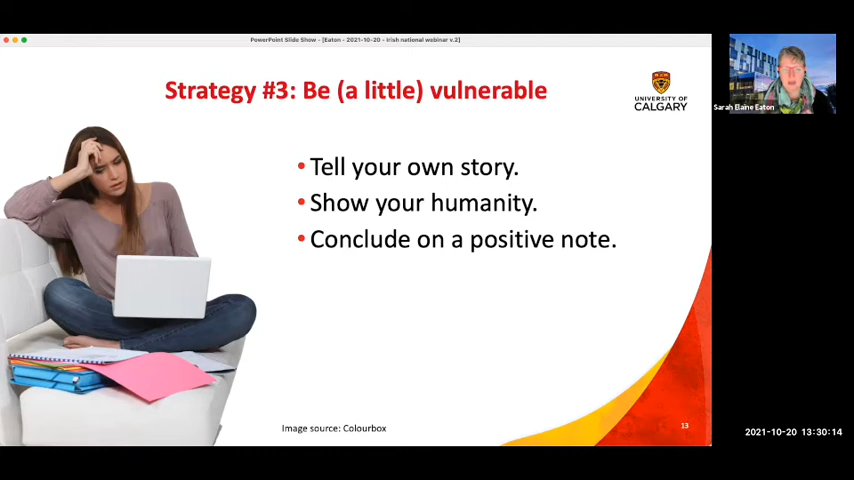 PowerPoint Slide Show - [Eaton - 2021-10-20 - Irish national webinar v.2]
Strategy #3: Be (a little) vulnerable
UNIVERSITY OF
CALGARY
Sarah Elaine Eaton
• Tell your own story.
• Show your humanity.
• Conclude on a positive note.
Image source: Colourbox
13
2021-10-20 13:30:14